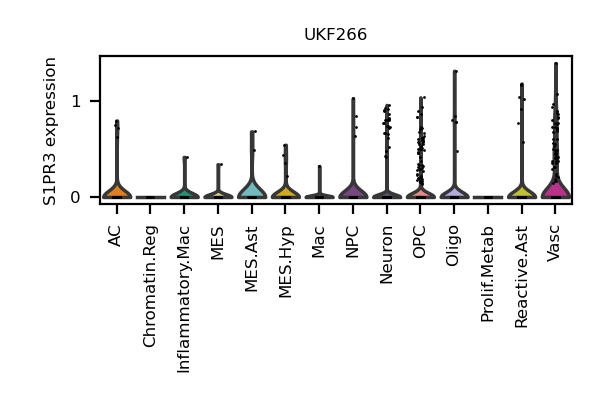 UKF266
S1PR3 expression
1
0
AC
Chromatin.Reg
Inflammatory.Mac
MES
MES.Ast
MES.Hyp
Mac
NPC
Neuron
OPC
Oligo
Prolif.Metab
Reactive.Ast
Vasc